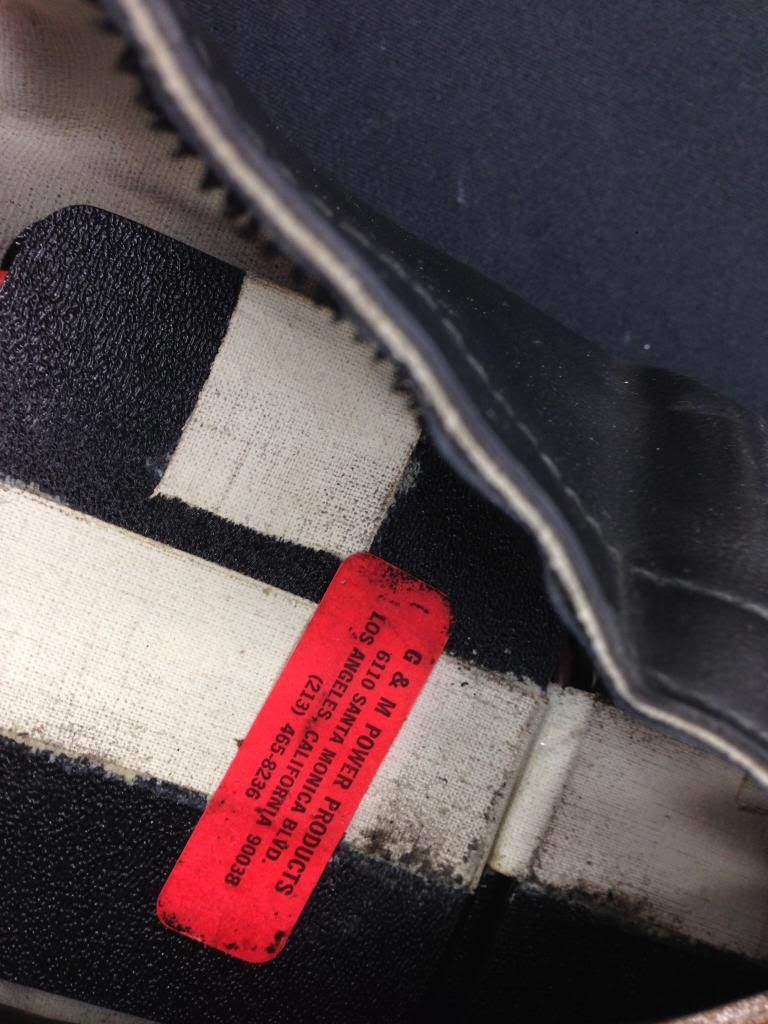 G & M POWER PRODUCTS
6110 SANTA MONICA BLVD.
LOS ANGELES, CALIFORNIA 90038
(213) 465-8236